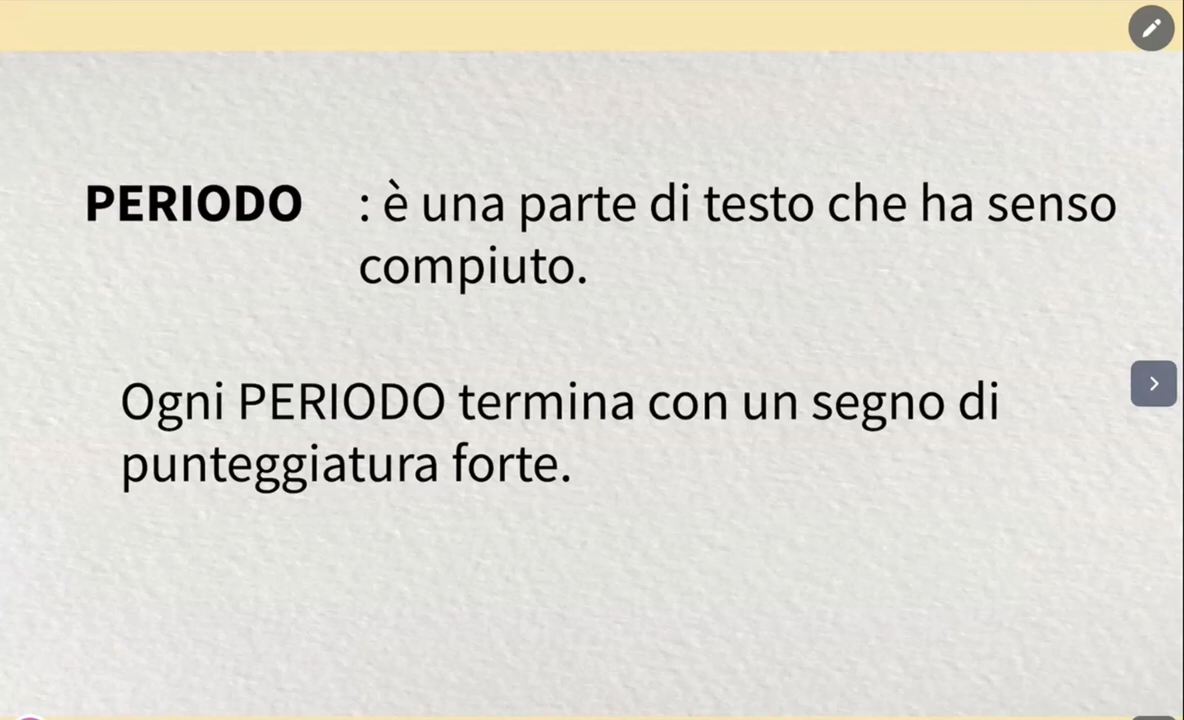 PERIODO : è una parte di testo che ha senso
compiuto.
Ogni PERIODO termina con un segno di
punteggiatura forte.